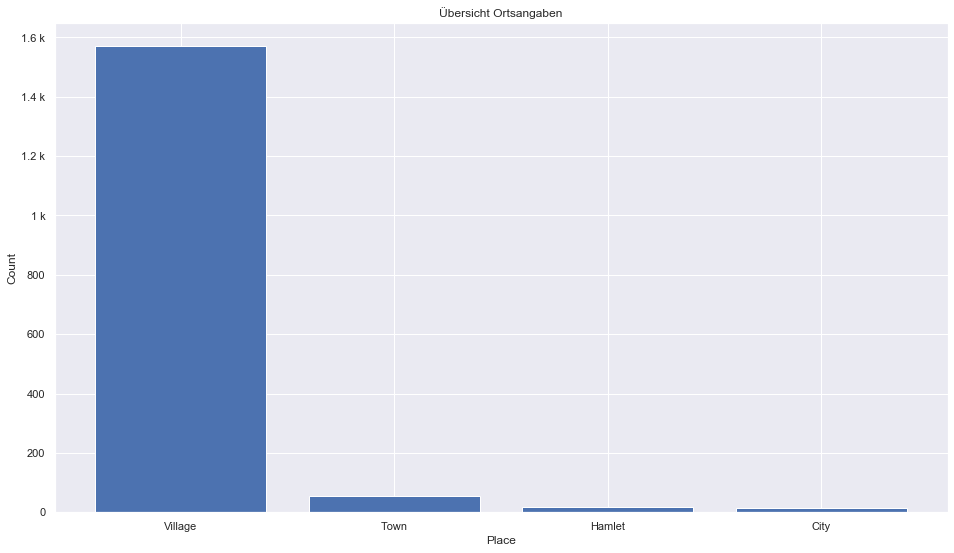 Übersicht Ortsangaben
1.6 k
1.4 k
1.2 k
1 k
800
600
400
200
0
Count
Village Town Hamlet City
Place